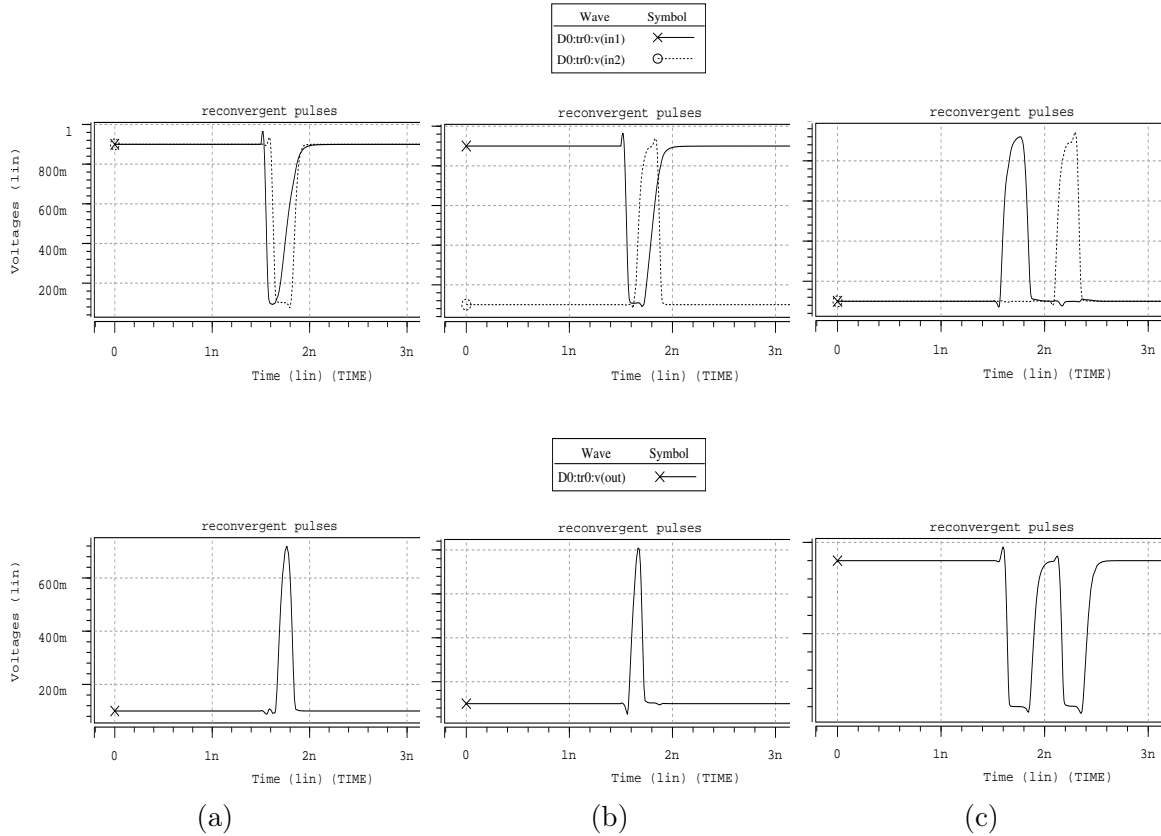 Wave Symbol
D0:tr0:v(in1)
D0:tr0:v(in2)
reconvergent pulses
reconvergent pulses
reconvergent pulses
Voltages (lin)
1
800m
600m
400m
200m
0 1n 2n 3n
0 1n 2n 3n
0 1n 2n 3n
Time (lin) (TIME)
Time (lin) (TIME)
Time (lin) (TIME)
Wave Symbol
D0:tr0:v(out)
reconvergent pulses
reconvergent pulses
reconvergent pulses
Voltages (lin)
600m
400m
200m
0 1n 2n 3n
0 1n 2n 3n
0 1n 2n 3n
Time (lin) (TIME)
Time (lin) (TIME)
Time (lin) (TIME)
(a) (b) (c)